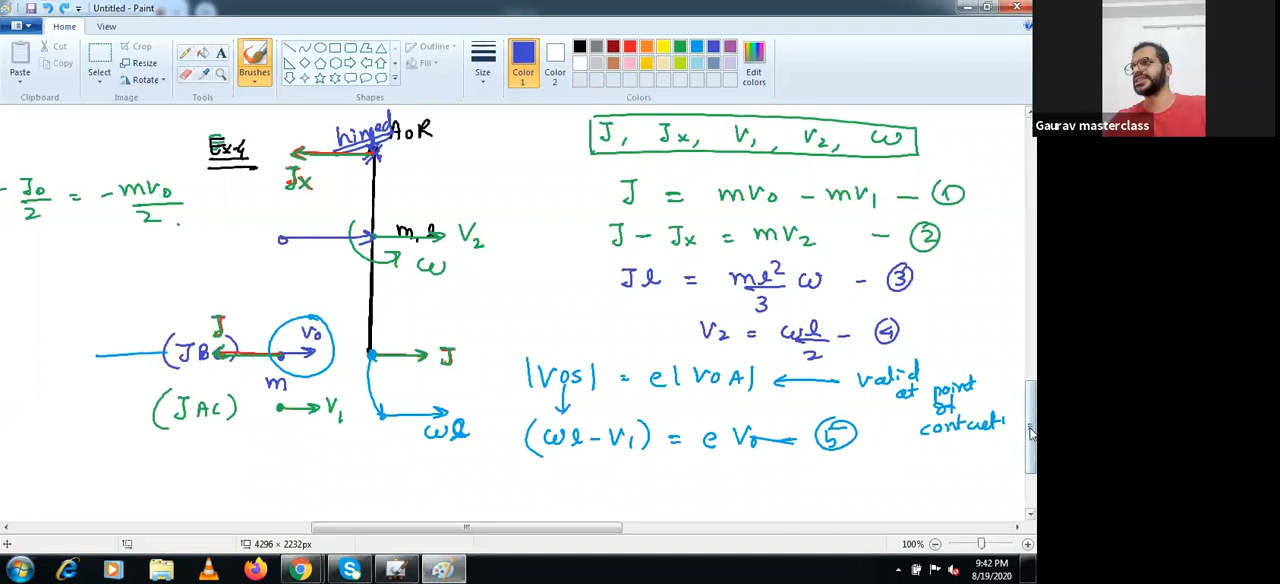 Untitled - Paint
Home View
Paste
Cut
Copy
Clipboard
Select
Crop
Resize
Rotate
Image
Tools
Brushes
Outline
Fill
Shapes
Size
Color 1
Color 2
Edit colors
Colors
Gaurav masterclass
Ex-4
hinged AOR
Jx
- J0/2 = -mv0/2 .
m, l V2
ω
J v0
(JB )
m
J
(JAC) V1
ωl
J, Jx, V1, V2, ω
J = mv0 - mv1 - ①
J - Jx = mv2 - ②
Jl = ml²/3 ω - ③
V2 = ωl/2 - ④
|VOS| = e|VOA| ← valid at point of contact
(ωl - V1) = e V0 - ⑤
4296 × 2232px
100%
9:42 PM
8/19/2020